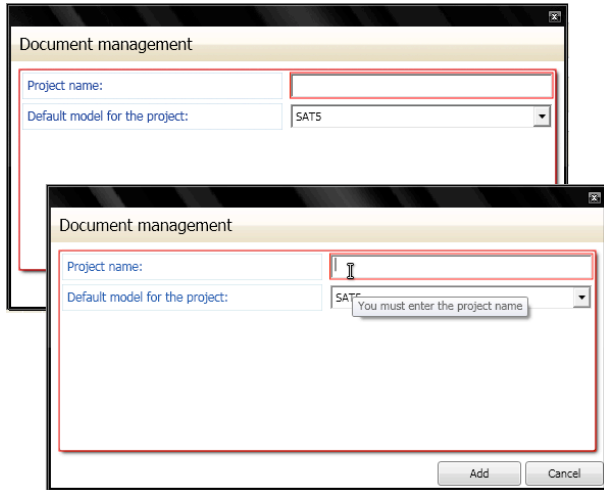 Document management
Project name:
Default model for the project:
SAT5
Document management
Project name:
Default model for the project:
SAT5
You must enter the project name
Add
Cancel